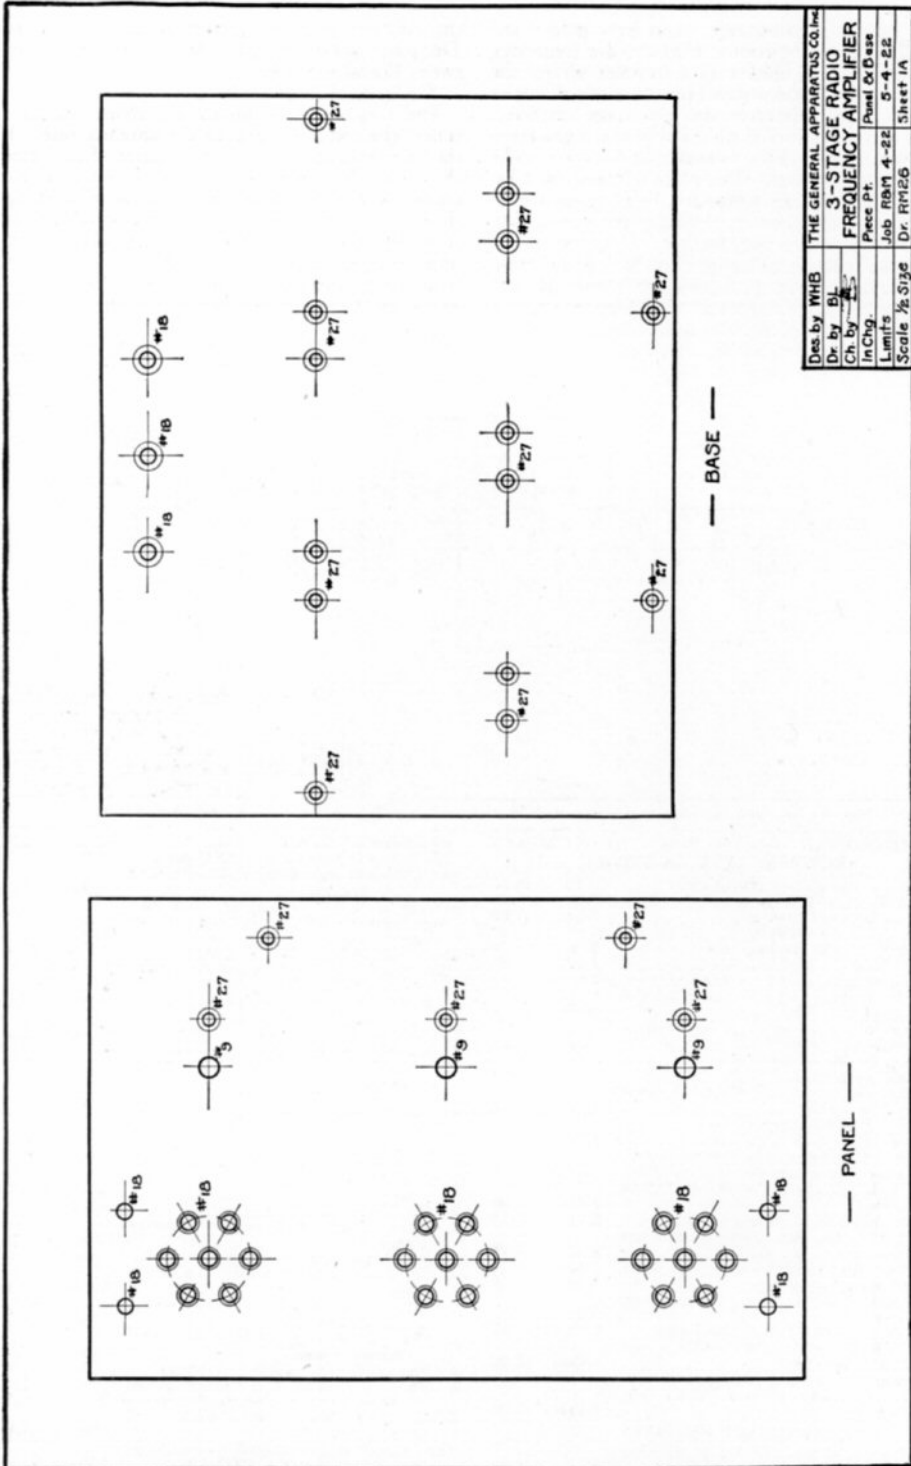 Des. by WHB
Dr. by BL
Ch. by
In Chg.
Limits
Scale ½ Size
THE GENERAL APPARATUS CO. Inc.
3-STAGE RADIO
FREQUENCY AMPLIFIER
Piece Pt. Panel & Base
Job RBM 4-22 5-4-22
Dr. RM26 Sheet 1A
#27
#27
#27
#27
#18
#18
#18
#27
#27
#27
#27
#27
#27
— BASE —
#27
#27
#27
#27
#27
#9
#9
#9
#18
#18
#18
#18
#18
#18
#18
— PANEL —